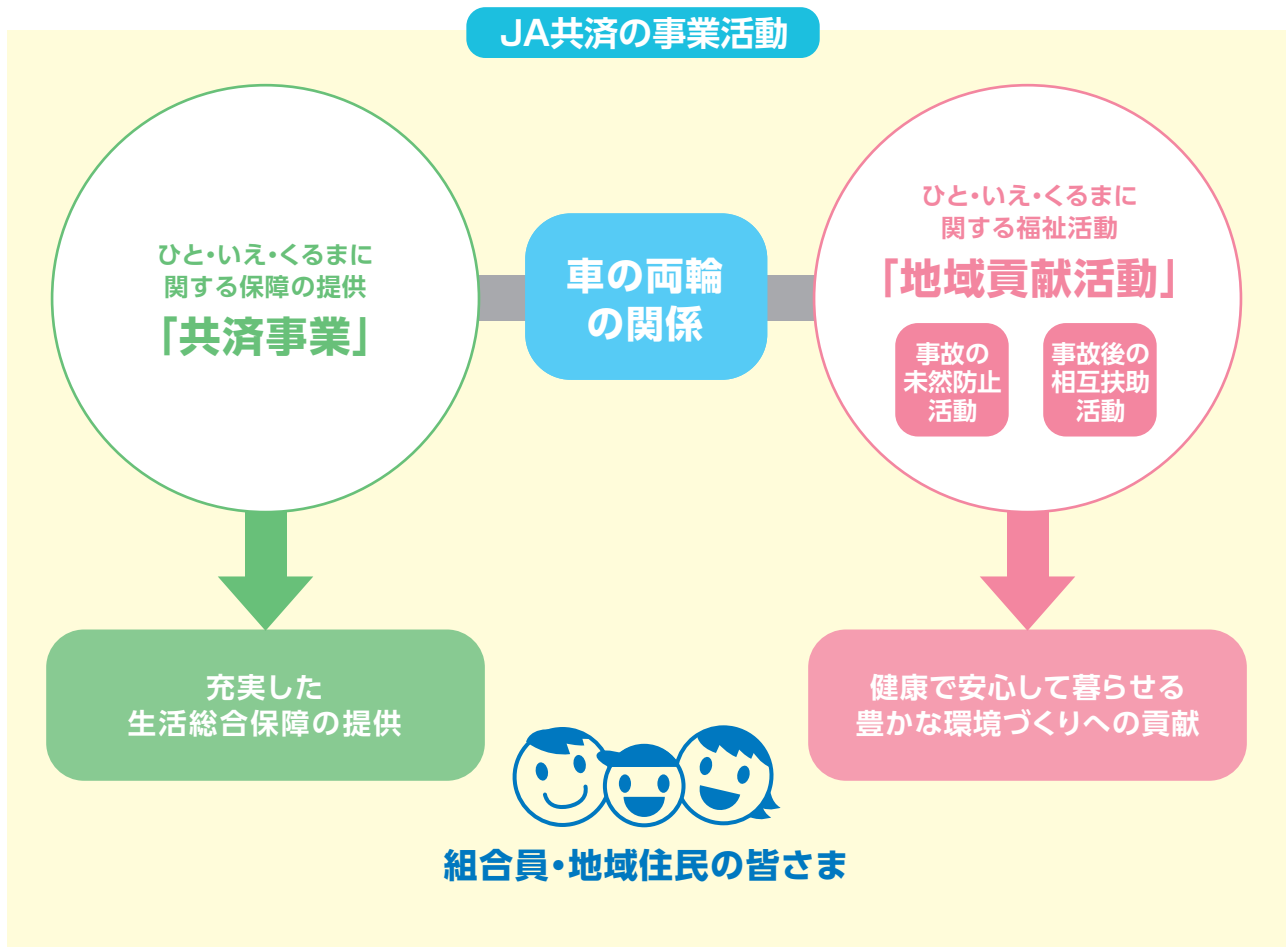 JA共済の事業活動
ひと・いえ・くるまに
関する保障の提供
「共済事業」
車の両輪
の関係
ひと・いえ・くるまに
関する福祉活動
「地域貢献活動」
事故の
未然防止
活動
事故後の
相互扶助
活動
充実した
生活総合保障の提供
健康で安心して暮らせる
豊かな環境づくりへの貢献
組合員・地域住民の皆さま